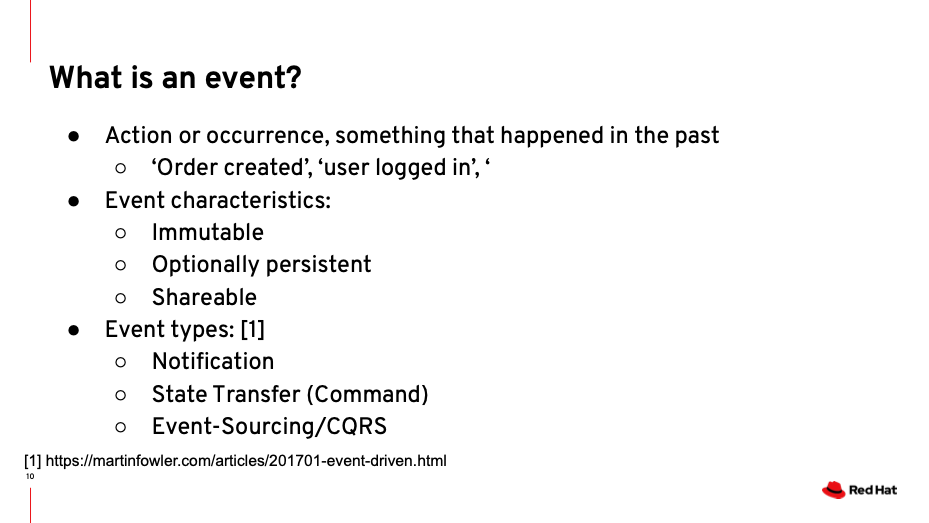 What is an event?
● Action or occurrence, something that happened in the past
○ ‘Order created’, ‘user logged in’, ‘
● Event characteristics:
○ Immutable
○ Optionally persistent
○ Shareable
● Event types: [1]
○ Notification
○ State Transfer (Command)
○ Event-Sourcing/CQRS
[1] https://martinfowler.com/articles/201701-event-driven.html
10
Red Hat